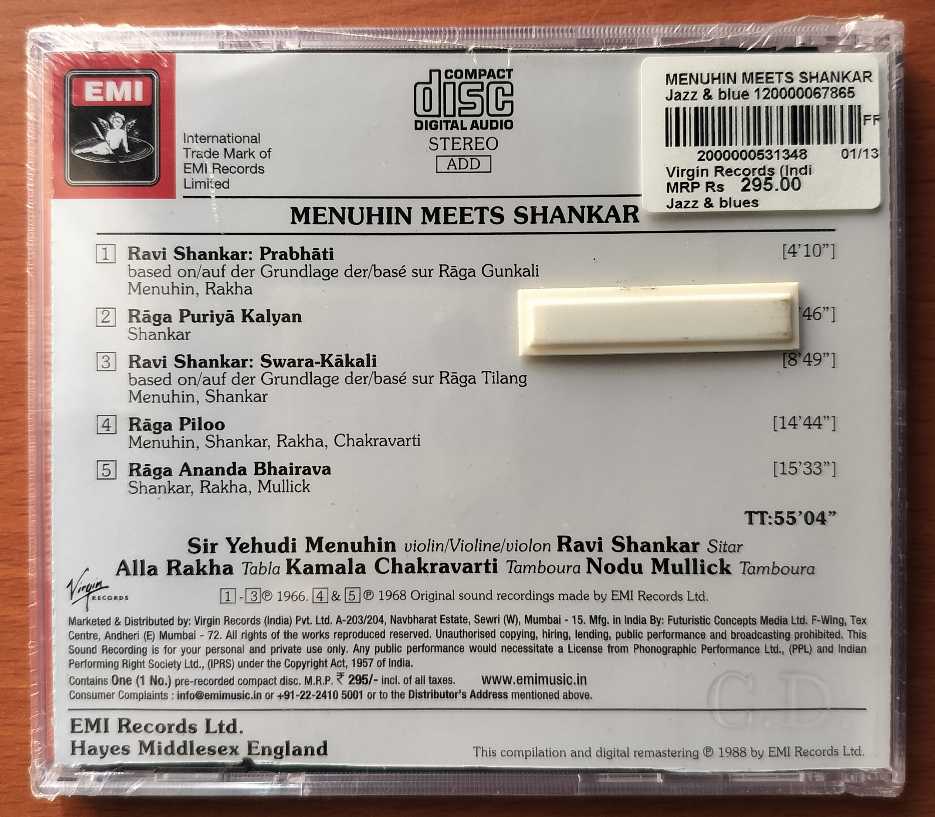 EMI
International
Trade Mark of
EMI Records
Limited
COMPACT
disc
DIGITAL AUDIO
STEREO
ADD
MENUHIN MEETS SHANKAR
Jazz & blue 120000067865
FF
2000000531348 01/13
Virgin Records (Indi
MRP Rs 295.00
Jazz & blues
MENUHIN MEETS SHANKAR
1 Ravi Shankar: Prabhāti [4'10”]
based on/auf der Grundlage der/basé sur Rāga Gunkali
Menuhin, Rakha
2 Rāga Puriyā Kalyan '46”]
Shankar
3 Ravi Shankar: Swara-Kākali [8'49”]
based on/auf der Grundlage der/basé sur Rāga Tilang
Menuhin, Shankar
4 Rāga Piloo [14'44”]
Menuhin, Shankar, Rakha, Chakravarti
5 Rāga Ananda Bhairava [15'33”]
Shankar, Rakha, Mullick
TT:55'04”
Sir Yehudi Menuhin violin/Violine/violon Ravi Shankar Sitar
Alla Rakha Tabla Kamala Chakravarti Tamboura Nodu Mullick Tamboura
Virgin
RECORDS
1 - 3 ℗ 1966. 4 & 5 ℗ 1968 Original sound recordings made by EMI Records Ltd.
Marketed & Distributed by: Virgin Records (India) Pvt. Ltd. A-203/204, Navbharat Estate, Sewri (W), Mumbai - 15. Mfg. in India By: Futuristic Concepts Media Ltd. F-Wing, Tex
Centre, Andheri (E) Mumbai - 72. All rights of the works reproduced reserved. Unauthorised copying, hiring, lending, public performance and broadcasting prohibited. This
Sound Recording is for your personal and private use only. Any public performance would necessitate a License from Phonographic Performance Ltd., (PPL) and Indian
Performing Right Society Ltd., (IPRS) under the Copyright Act, 1957 of India.
Contains One (1 No.) pre-recorded compact disc. M.R.P. ₹ 295/- incl. of all taxes. www.emimusic.in
Consumer Complaints : info@emimusic.in or +91-22-2410 5001 or to the Distributor's Address mentioned above.
C.D.
EMI Records Ltd.
Hayes Middlesex England
This compilation and digital remastering ℗ 1988 by EMI Records Ltd.